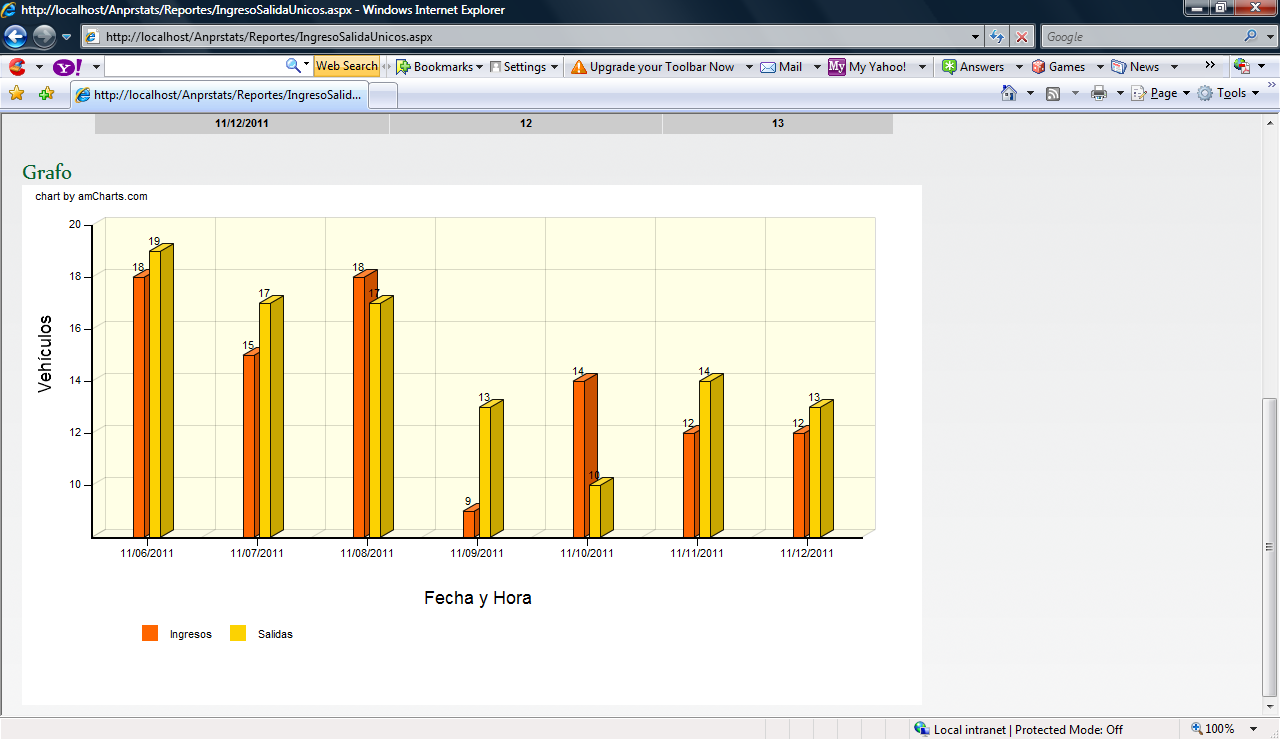 http://localhost/Anprstats/Reportes/IngresoSalidaUnicos.aspx - Windows Internet Explorer
http://localhost/Anprstats/Reportes/IngresoSalidaUnicos.aspx Google
Y! Web Search Bookmarks Settings Upgrade your Toolbar Now Mail My My Yahoo! Answers Games News »
http://localhost/Anprstats/Reportes/IngresoSalid... Page Tools »
11/12/2011 12 13
Grafo
chart by amCharts.com
20
19
18 18 18
17 17
16
15
14 14 14
13 13
12 12 12
10 10
9
Vehículos
11/06/2011 11/07/2011 11/08/2011 11/09/2011 11/10/2011 11/11/2011 11/12/2011
Fecha y Hora
Ingresos Salidas
Local intranet | Protected Mode: Off 100%